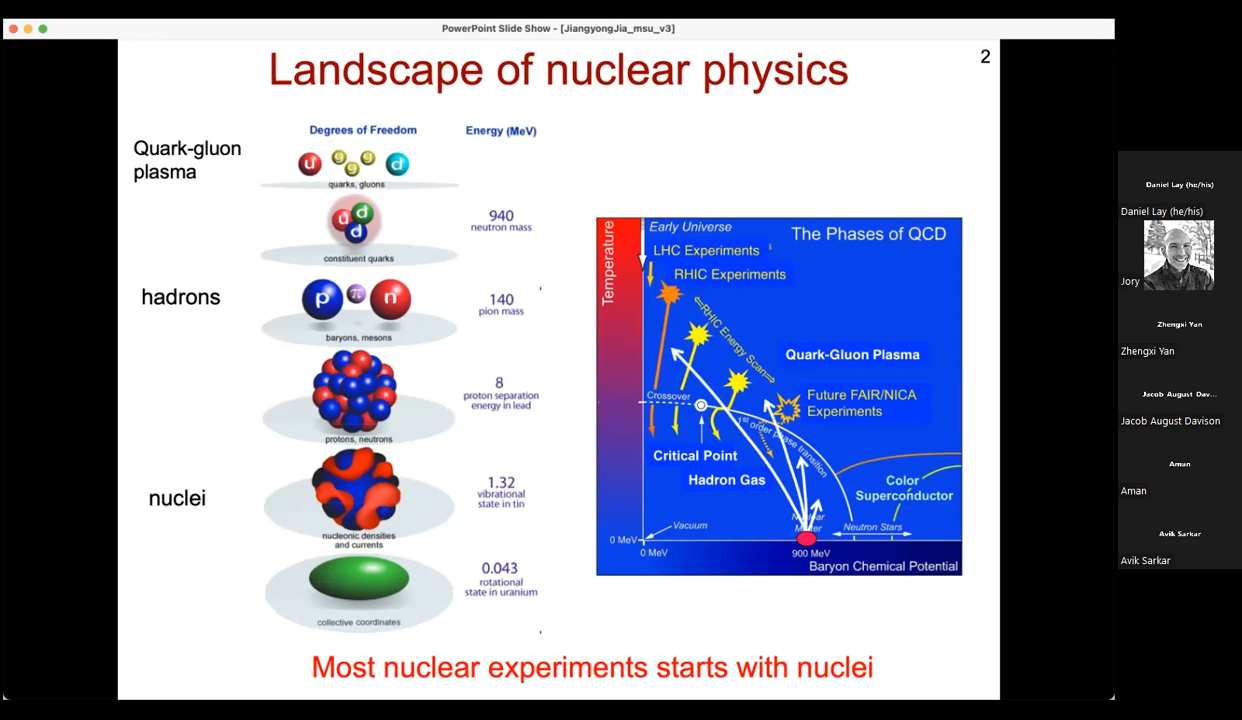 PowerPoint Slide Show - [JiangyongJia_msu_v3]
2
Landscape of nuclear physics
Degrees of Freedom
Energy (MeV)
Quark-gluon
plasma
u
g
g
g
d
quarks, gluons
u
d
d
constituent quarks
940
neutron mass
hadrons
p
π
n
baryons, mesons
140
pion mass
protons, neutrons
8
proton separation
energy in lead
nuclei
nucleonic densities
and currents
1.32
vibrational
state in tin
collective coordinates
0.043
rotational
state in uranium
Temperature
Early Universe
The Phases of QCD
LHC Experiments
RHIC Experiments
<=RHIC Energy Scan=>
Quark-Gluon Plasma
Crossover
Future FAIR/NICA
Experiments
1st order phase transition
Critical Point
Hadron Gas
Color
Superconductor
Nuclear
Matter
Neutron Stars
Vacuum
0 MeV
0 MeV
900 MeV
Baryon Chemical Potential
Most nuclear experiments starts with nuclei
Daniel Lay (he/his)
Daniel Lay (he/his)
Jory
Zhengxi Yan
Zhengxi Yan
Jacob August Dav...
Jacob August Davison
Aman
Aman
Avik Sarkar
Avik Sarkar